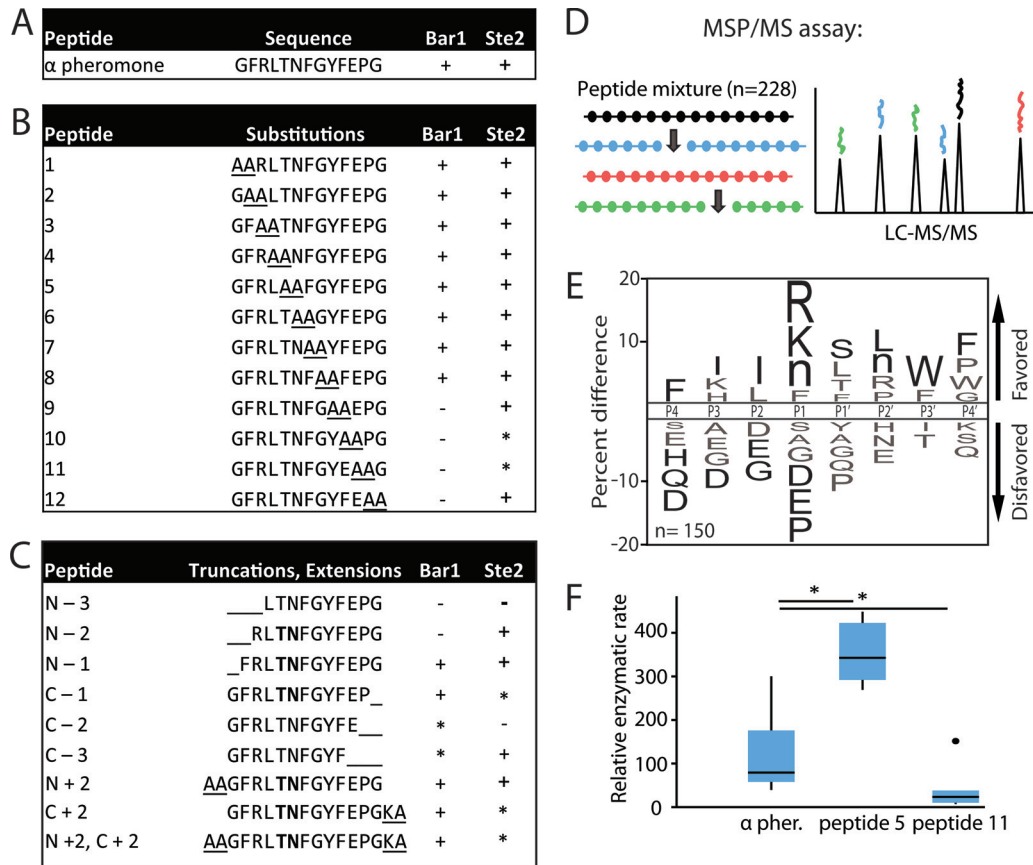 A
Peptide Sequence Bar1 Ste2
α pheromone GFRLTNFGYFEPG + +
B
Peptide Substitutions Bar1 Ste2
1 AARLTNFGYFEPG + +
2 GAALTNFGYFEPG + +
3 GFAATNFGYFEPG + +
4 GFRAANFGYFEPG + +
5 GFRLAAFGYFEPG + +
6 GFRLTAAGYFEPG + +
7 GFRLTNAAYFEPG + +
8 GFRLTNFAAFEPG + +
9 GFRLTNFGAAEPG - +
10 GFRLTNFGYAAPG - *
11 GFRLTNFGYEAAG - *
12 GFRLTNFGYFEAA - +
C
Peptide Truncations, Extensions Bar1 Ste2
N – 3 ___LTNFGYFEPG - -
N – 2 __RLTNFGYFEPG - +
N – 1 _FRLTNFGYFEPG + +
C – 1 GFRLTNFGYFEP_ + *
C – 2 GFRLTNFGYFE__ * -
C – 3 GFRLTNFGYF___ * +
N + 2 AAGFRLTNFGYFEPG + +
C + 2 GFRLTNFGYFEPGKA + *
N +2, C + 2 AAGFRLTNFGYFEPGKA + *
D
MSP/MS assay:
Peptide mixture (n=228)
LC-MS/MS
E
Percent difference
20
10
-10
-20
F
I K H
I L
R K n F
S L T F
L n R P
W F
F P W G
P4 P3 P2 P1 P1' P2' P3' P4'
S E H Q D
A E G D
D E G
S A G D E P
Y A G Q P
H N E
I T
K S Q
n= 150
Favored
Disfavored
F
Relative enzymatic rate
400
300
200
100
0
* *
α pher. peptide 5 peptide 11